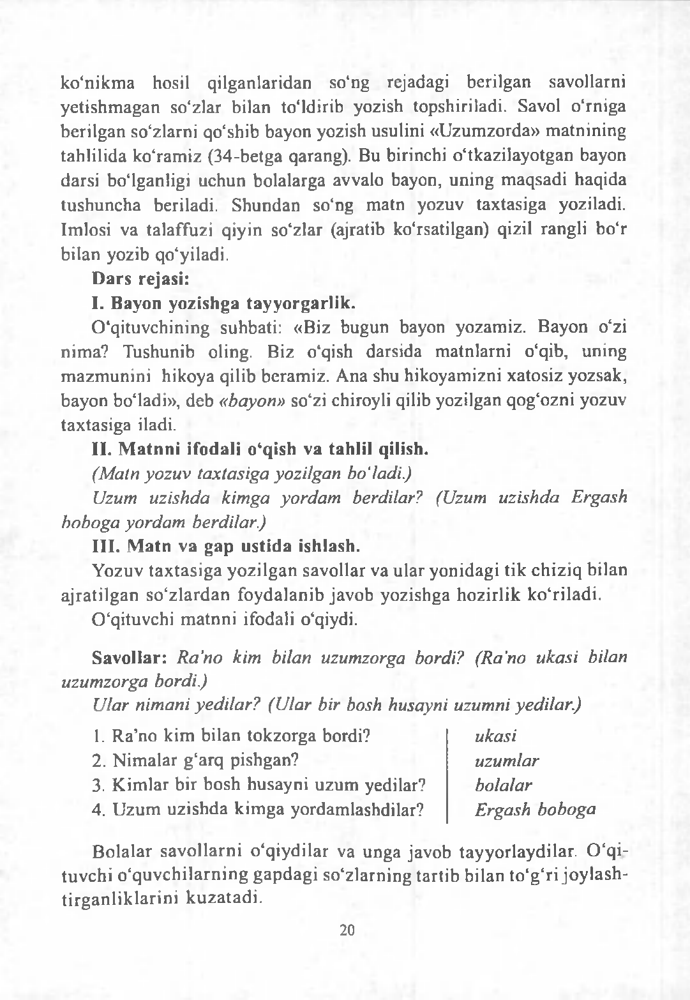 ko‘nikma hosil qilganlaridan so‘ng rejadagi berilgan savollarni
yetishmagan so‘zlar bilan to‘ldirib yozish topshiriladi. Savol o‘rniga
berilgan so‘zlarni qo‘shib bayon yozish usulini «Uzumzorda» matnining
tahlilida ko‘ramiz (34-betga qarang). Bu birinchi o‘tkazilayotgan bayon
darsi bo‘lganligi uchun bolalarga avvalo bayon, uning maqsadi haqida
tushuncha beriladi. Shundan so‘ng matn yozuv taxtasiga yoziladi.
Imlosi va talaffuzi qiyin so‘zlar (ajratib ko‘rsatilgan) qizil rangli bo‘r
bilan yozib qo‘yiladi.
Dars rejasi:
I. Bayon yozishga tayyorgarlik.
O‘qituvchining suhbati: «Biz bugun bayon yozamiz. Bayon o‘zi
nima? Tushunib oling. Biz o‘qish darsida matnlarni o‘qib, uning
mazmunini hikoya qilib beramiz. Ana shu hikoyamizni xatosiz yozsak,
bayon bo‘ladi», deb «bayon» so‘zi chiroyli qilib yozilgan qog‘ozni yozuv
taxtasiga iladi.
II. Matnni ifodali o‘qish va tahlil qilish.
(Matn yozuv taxtasiga yozilgan bo‘ladi.)
Uzum uzishda kimga yordam berdilar? (Uzum uzishda Ergash
boboga yordam berdilar.)
III. Matn va gap ustida ishlash.
Yozuv taxtasiga yozilgan savollar va ular yonidagi tik chiziq bilan
ajratilgan so‘zlardan foydalanib javob yozishga hozirlik ko‘riladi.
O‘qituvchi matnni ifodali o‘qiydi.
Savollar: Ra’no kim bilan uzumzorga bordi? (Ra’no ukasi bilan
uzumzorga bordi.)
Ular nimani yedilar? (Ular bir bosh husayni uzumni yedilar.)
1. Ra’no kim bilan tokzorga bordi? ukasi
2. Nimalar g‘arq pishgan? uzumlar
3. Kimlar bir bosh husayni uzum yedilar? bolalar
4. Uzum uzishda kimga yordamlashdilar? Ergash boboga
Bolalar savollarni o‘qiydilar va unga javob tayyorlaydilar. O‘qi-
tuvchi o‘quvchilarning gapdagi so‘zlarning tartib bilan to‘g‘ri joylash-
tirganliklarini kuzatadi.
20